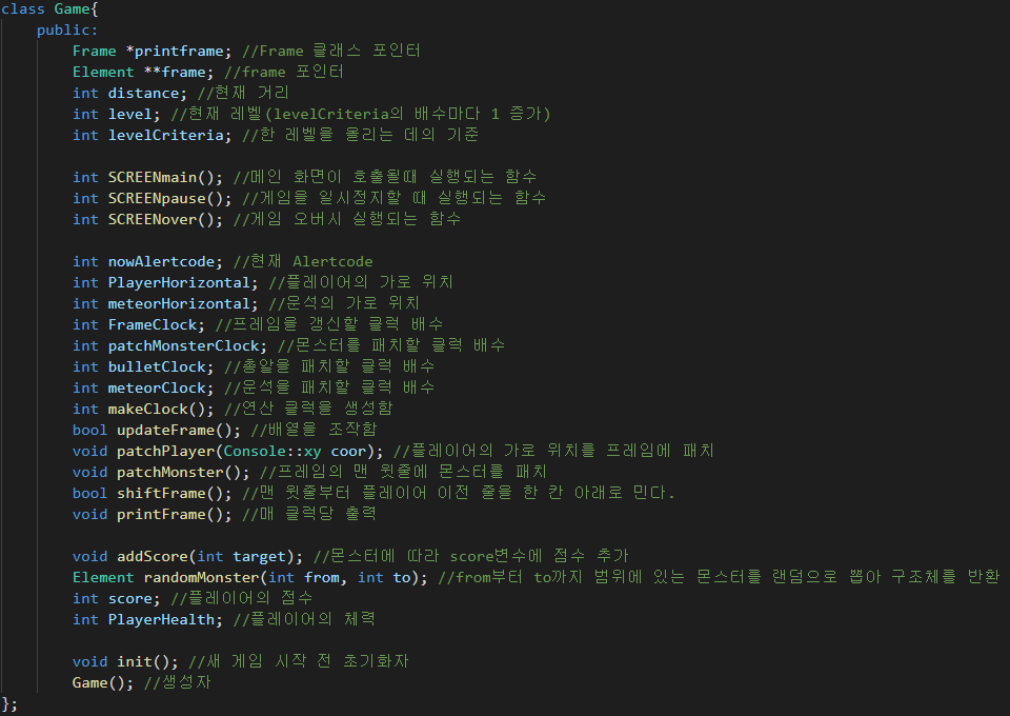 class Game{
public:
Frame *printframe; //Frame 클래스 포인터
Element **frame; //frame 포인터
int distance; //현재 거리
int level; //현재 레벨(levelCriteria의 배수마다 1 증가)
int levelCriteria; //한 레벨을 올리는 데의 기준
int SCREENmain(); //메인 화면이 호출될때 실행되는 함수
int SCREENpause(); //게임을 일시정지할 때 실행되는 함수
int SCREENover(); //게임 오버시 실행되는 함수
int nowAlertcode; //현재 Alertcode
int PlayerHorizontal; //플레이어의 가로 위치
int meteorHorizontal; //운석의 가로 위치
int FrameClock; //프레임을 갱신할 클럭 배수
int patchMonsterClock; //몬스터를 패치할 클럭 배수
int bulletClock; //총알을 패치할 클럭 배수
int meteorClock; //운석을 패치할 클럭 배수
int makeClock(); //연산 클럭을 생성함
bool updateFrame(); //배열을 조작함
void patchPlayer(Console::xy coor); //플레이어의 가로 위치를 프레임에 패치
void patchMonster(); //프레임의 맨 윗줄에 몬스터를 패치
bool shiftFrame(); //맨 윗줄부터 플레이어 이전 줄을 한 칸 아래로 민다.
void printFrame(); //매 클럭당 출력
void addScore(int target); //몬스터에 따라 score변수에 점수 추가
Element randomMonster(int from, int to); //from부터 to까지 범위에 있는 몬스터를 랜덤으로 뽑아 구조체를 반환
int score; //플레이어의 점수
int PlayerHealth; //플레이어의 체력
void init(); //새 게임 시작 전 초기화자
Game(); //생성자
};